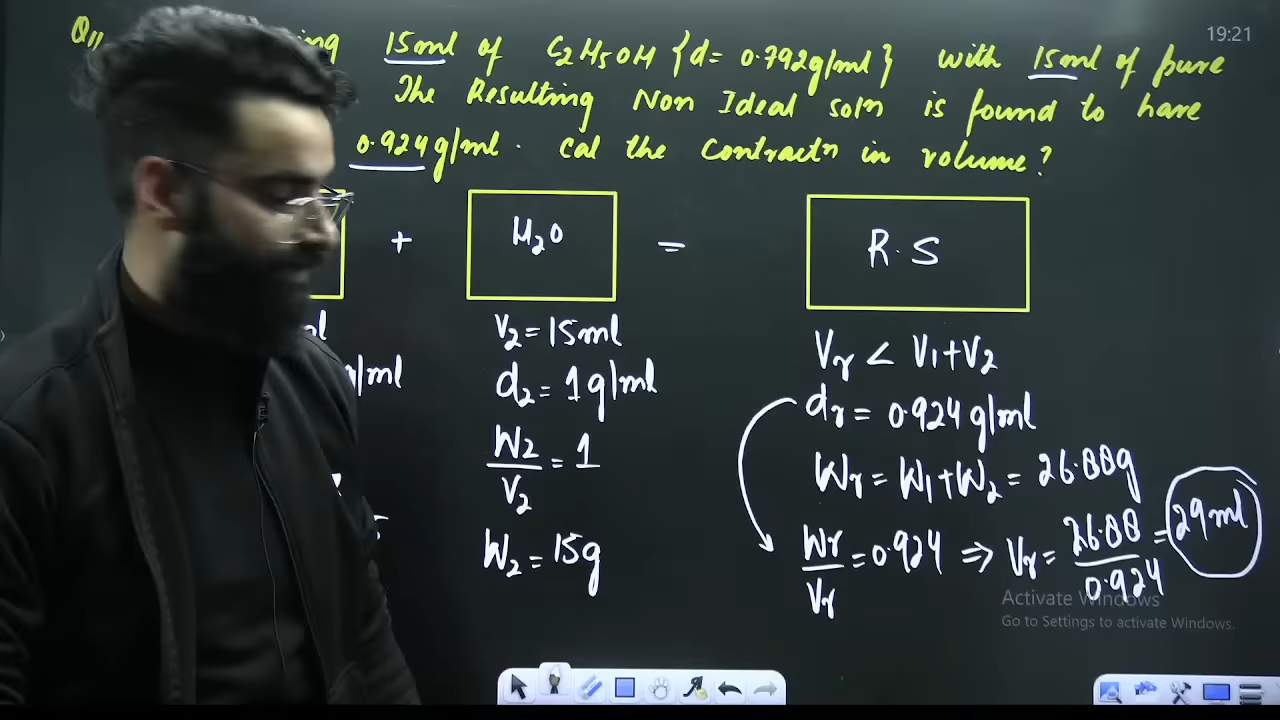 19:21
Q11 ing 15ml of C2H5OH {d= 0.792g/ml} with 15ml of pure
The Resulting Non Ideal soln is found to have
0.924g/ml. cal the contractn in volume?
+ H2O = R.S
ml V2 = 15ml Vr < V1+V2
g/ml d2 = 1g/ml dr = 0.924 g/ml
W2/V2 = 1 Wr = W1+W2 = 26.88g
W2 = 15g Wr/Vr = 0.924 ⇒ Vr = 26.88/0.924 = 29ml
Activate Windows
Go to Settings to activate Windows.